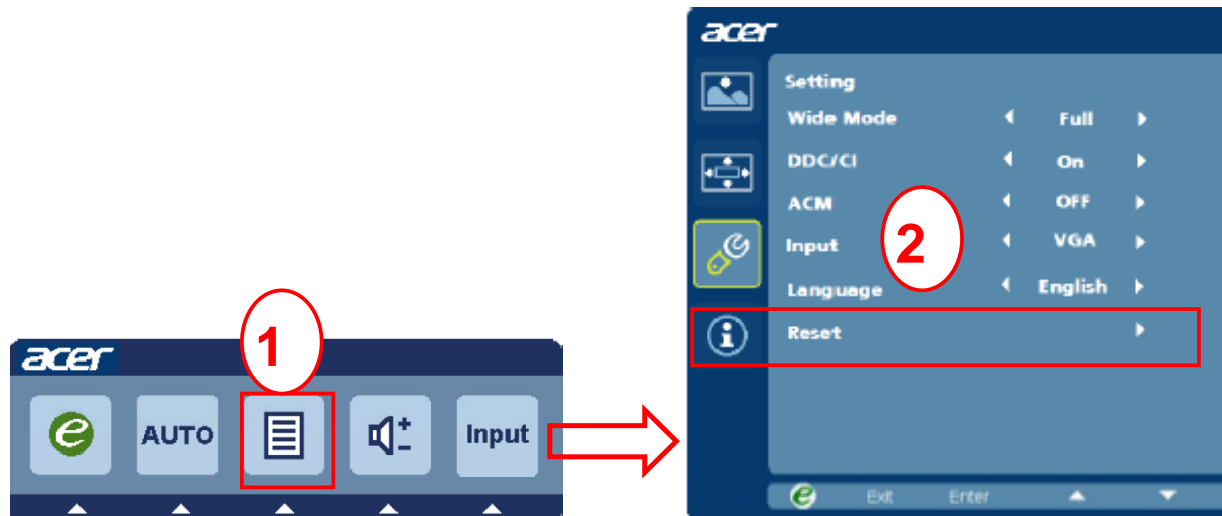 acer
Setting
Wide Mode Full
DDC/CI On
ACM OFF
2
Input VGA
Language English
Reset
Exit Enter
1
acer
e AUTO Input